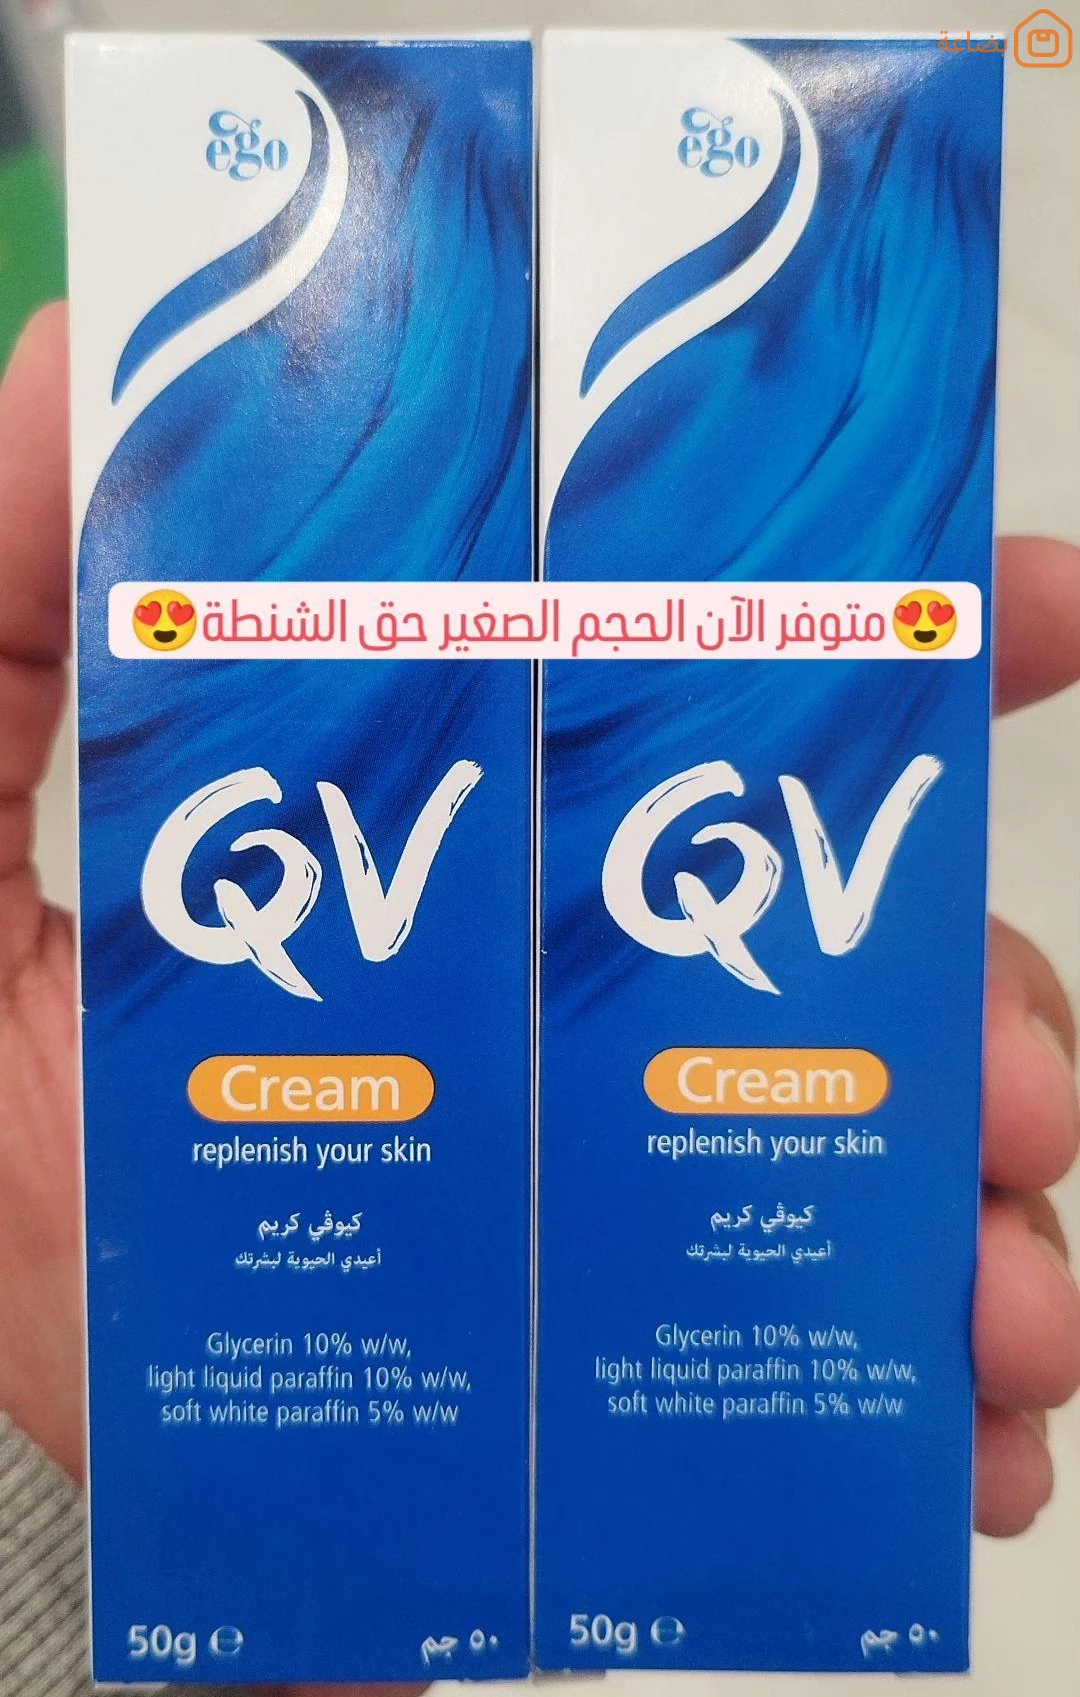 بضاعة
ego
ego
😍متوفر الآن الحجم الصغير حق الشنطة😍
QV
Cream
replenish your skin
كيوڤي كريم
أعيدي الحيوية لبشرتك
Glycerin 10% w/w,
light liquid paraffin 10% w/w,
soft white paraffin 5% w/w
50g ℮
٥٠ جم
QV
Cream
replenish your skin
كيوڤي كريم
أعيدي الحيوية لبشرتك
Glycerin 10% w/w,
light liquid paraffin 10% w/w,
soft white paraffin 5% w/w
50g ℮
٥٠ جم